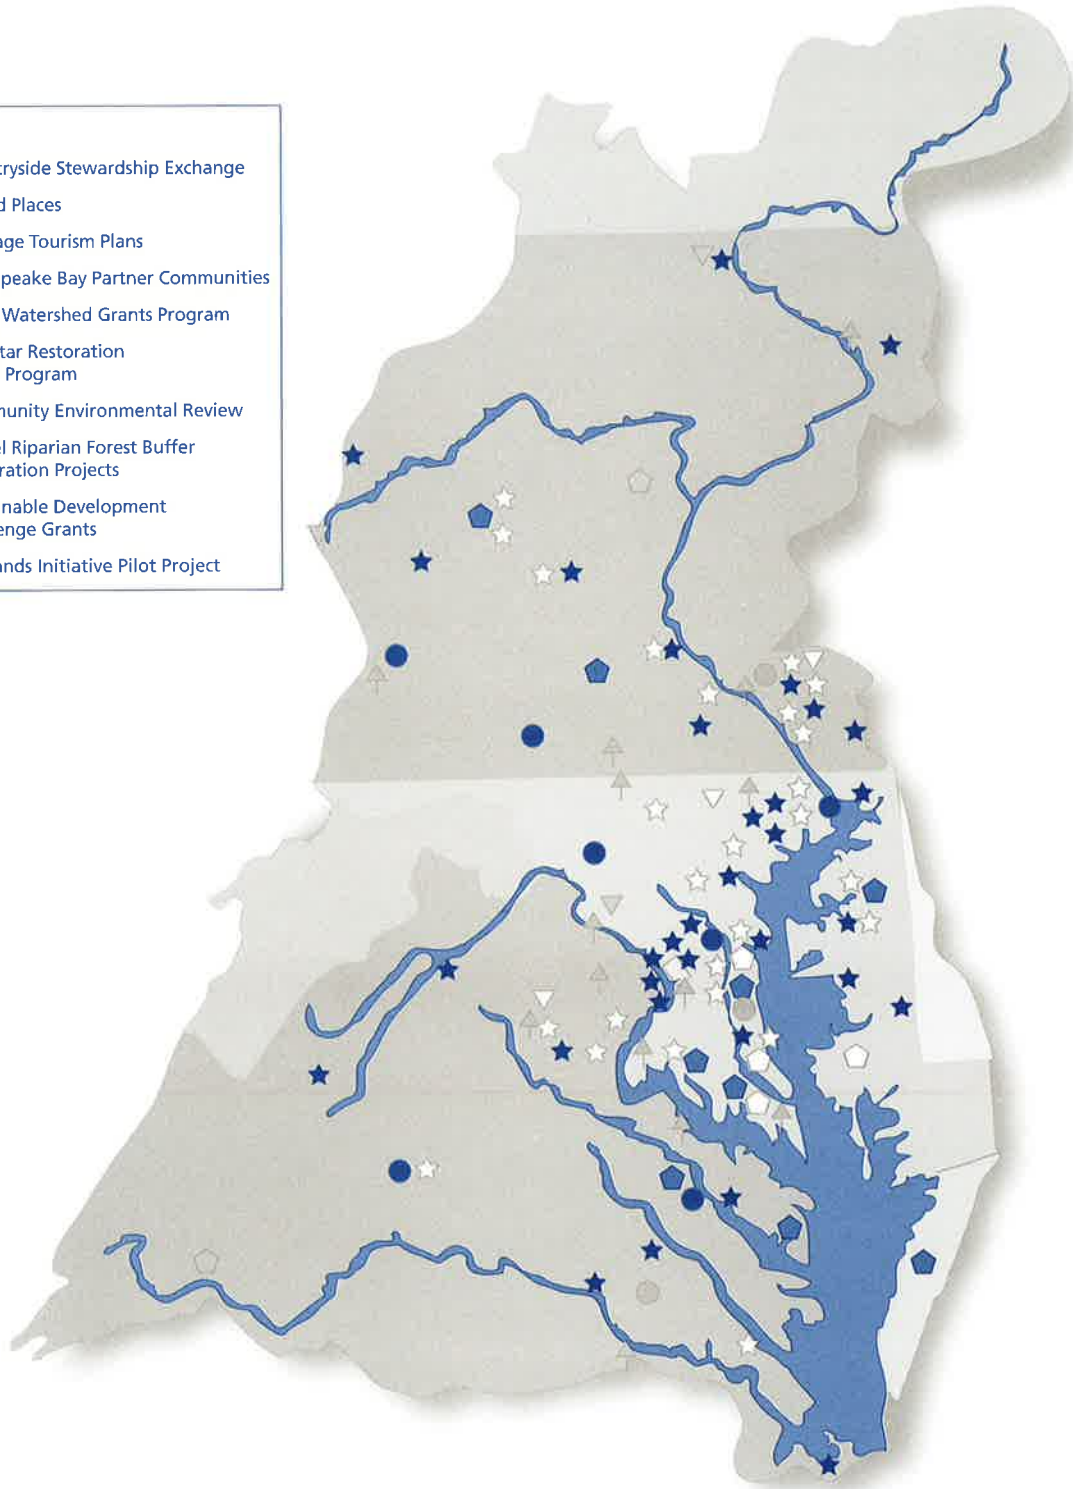 tryside Stewardship Exchange
d Places
age Tourism Plans
peake Bay Partner Communities
Watershed Grants Program
tar Restoration
Program
munity Environmental Review
l Riparian Forest Buffer
ration Projects
nable Development
enge Grants
ands Initiative Pilot Project